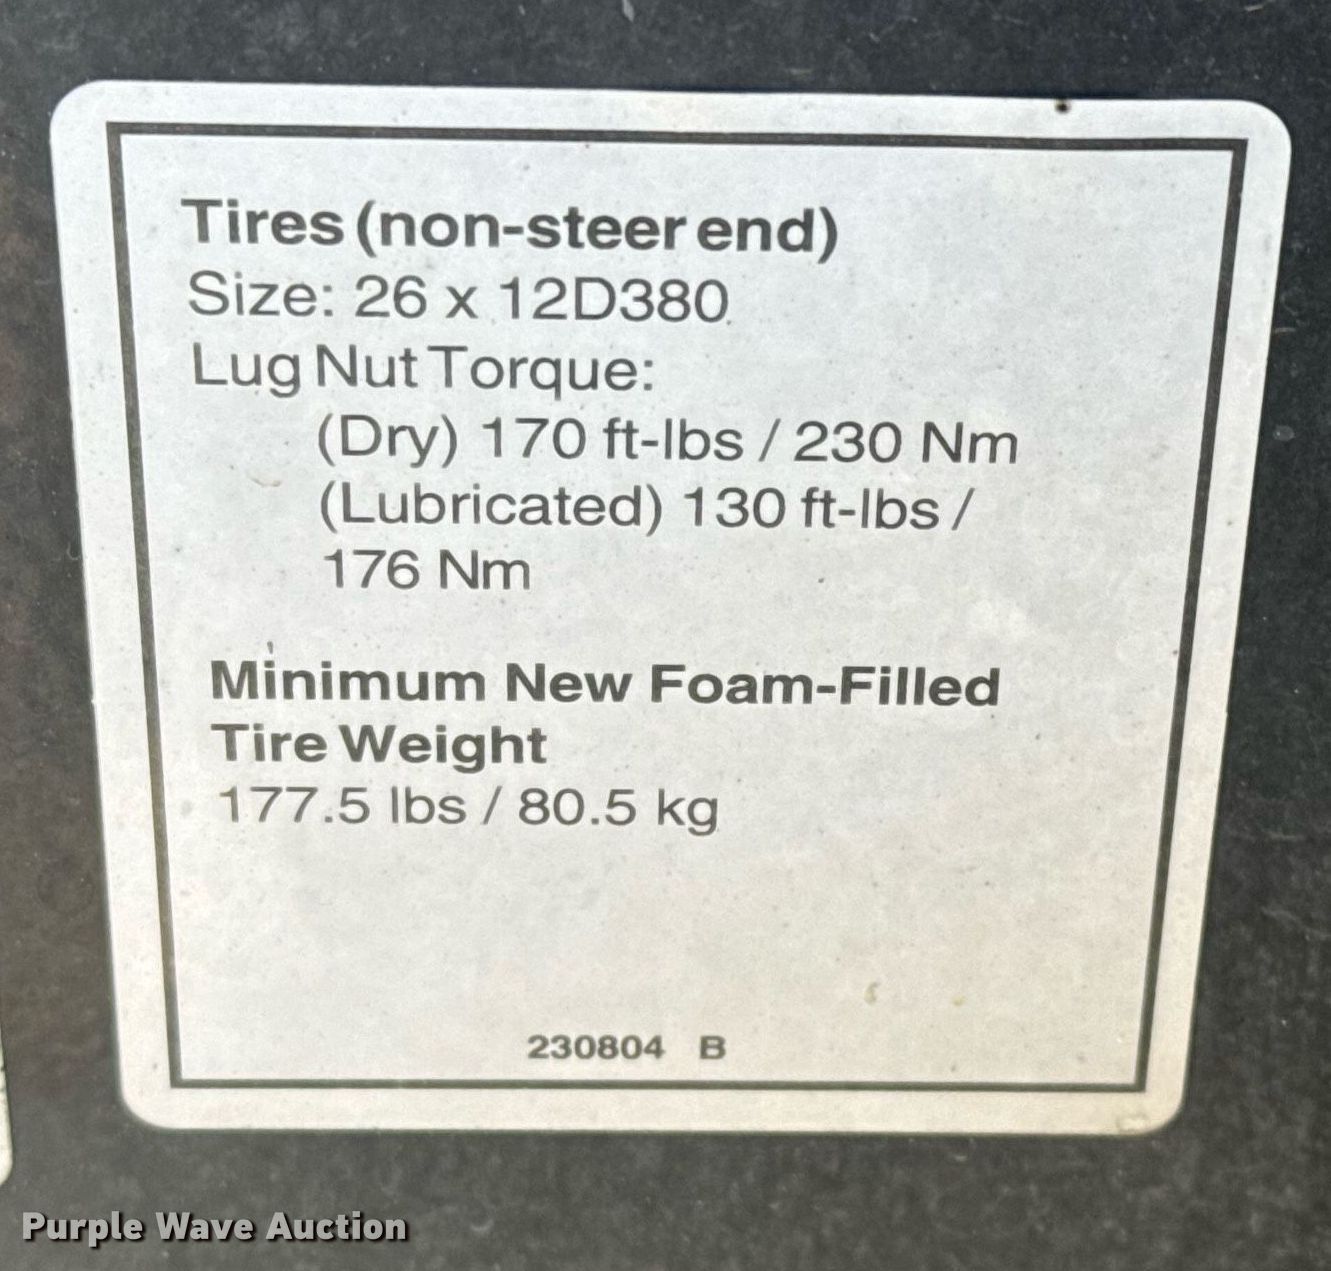 Tires (non-steer end)
Size: 26 x 12D380
Lug Nut Torque:
(Dry) 170 ft-lbs / 230 Nm
(Lubricated) 130 ft-lbs /
176 Nm
Minimum New Foam-Filled
Tire Weight
177.5 lbs / 80.5 kg
230804 B
Purple Wave Auction